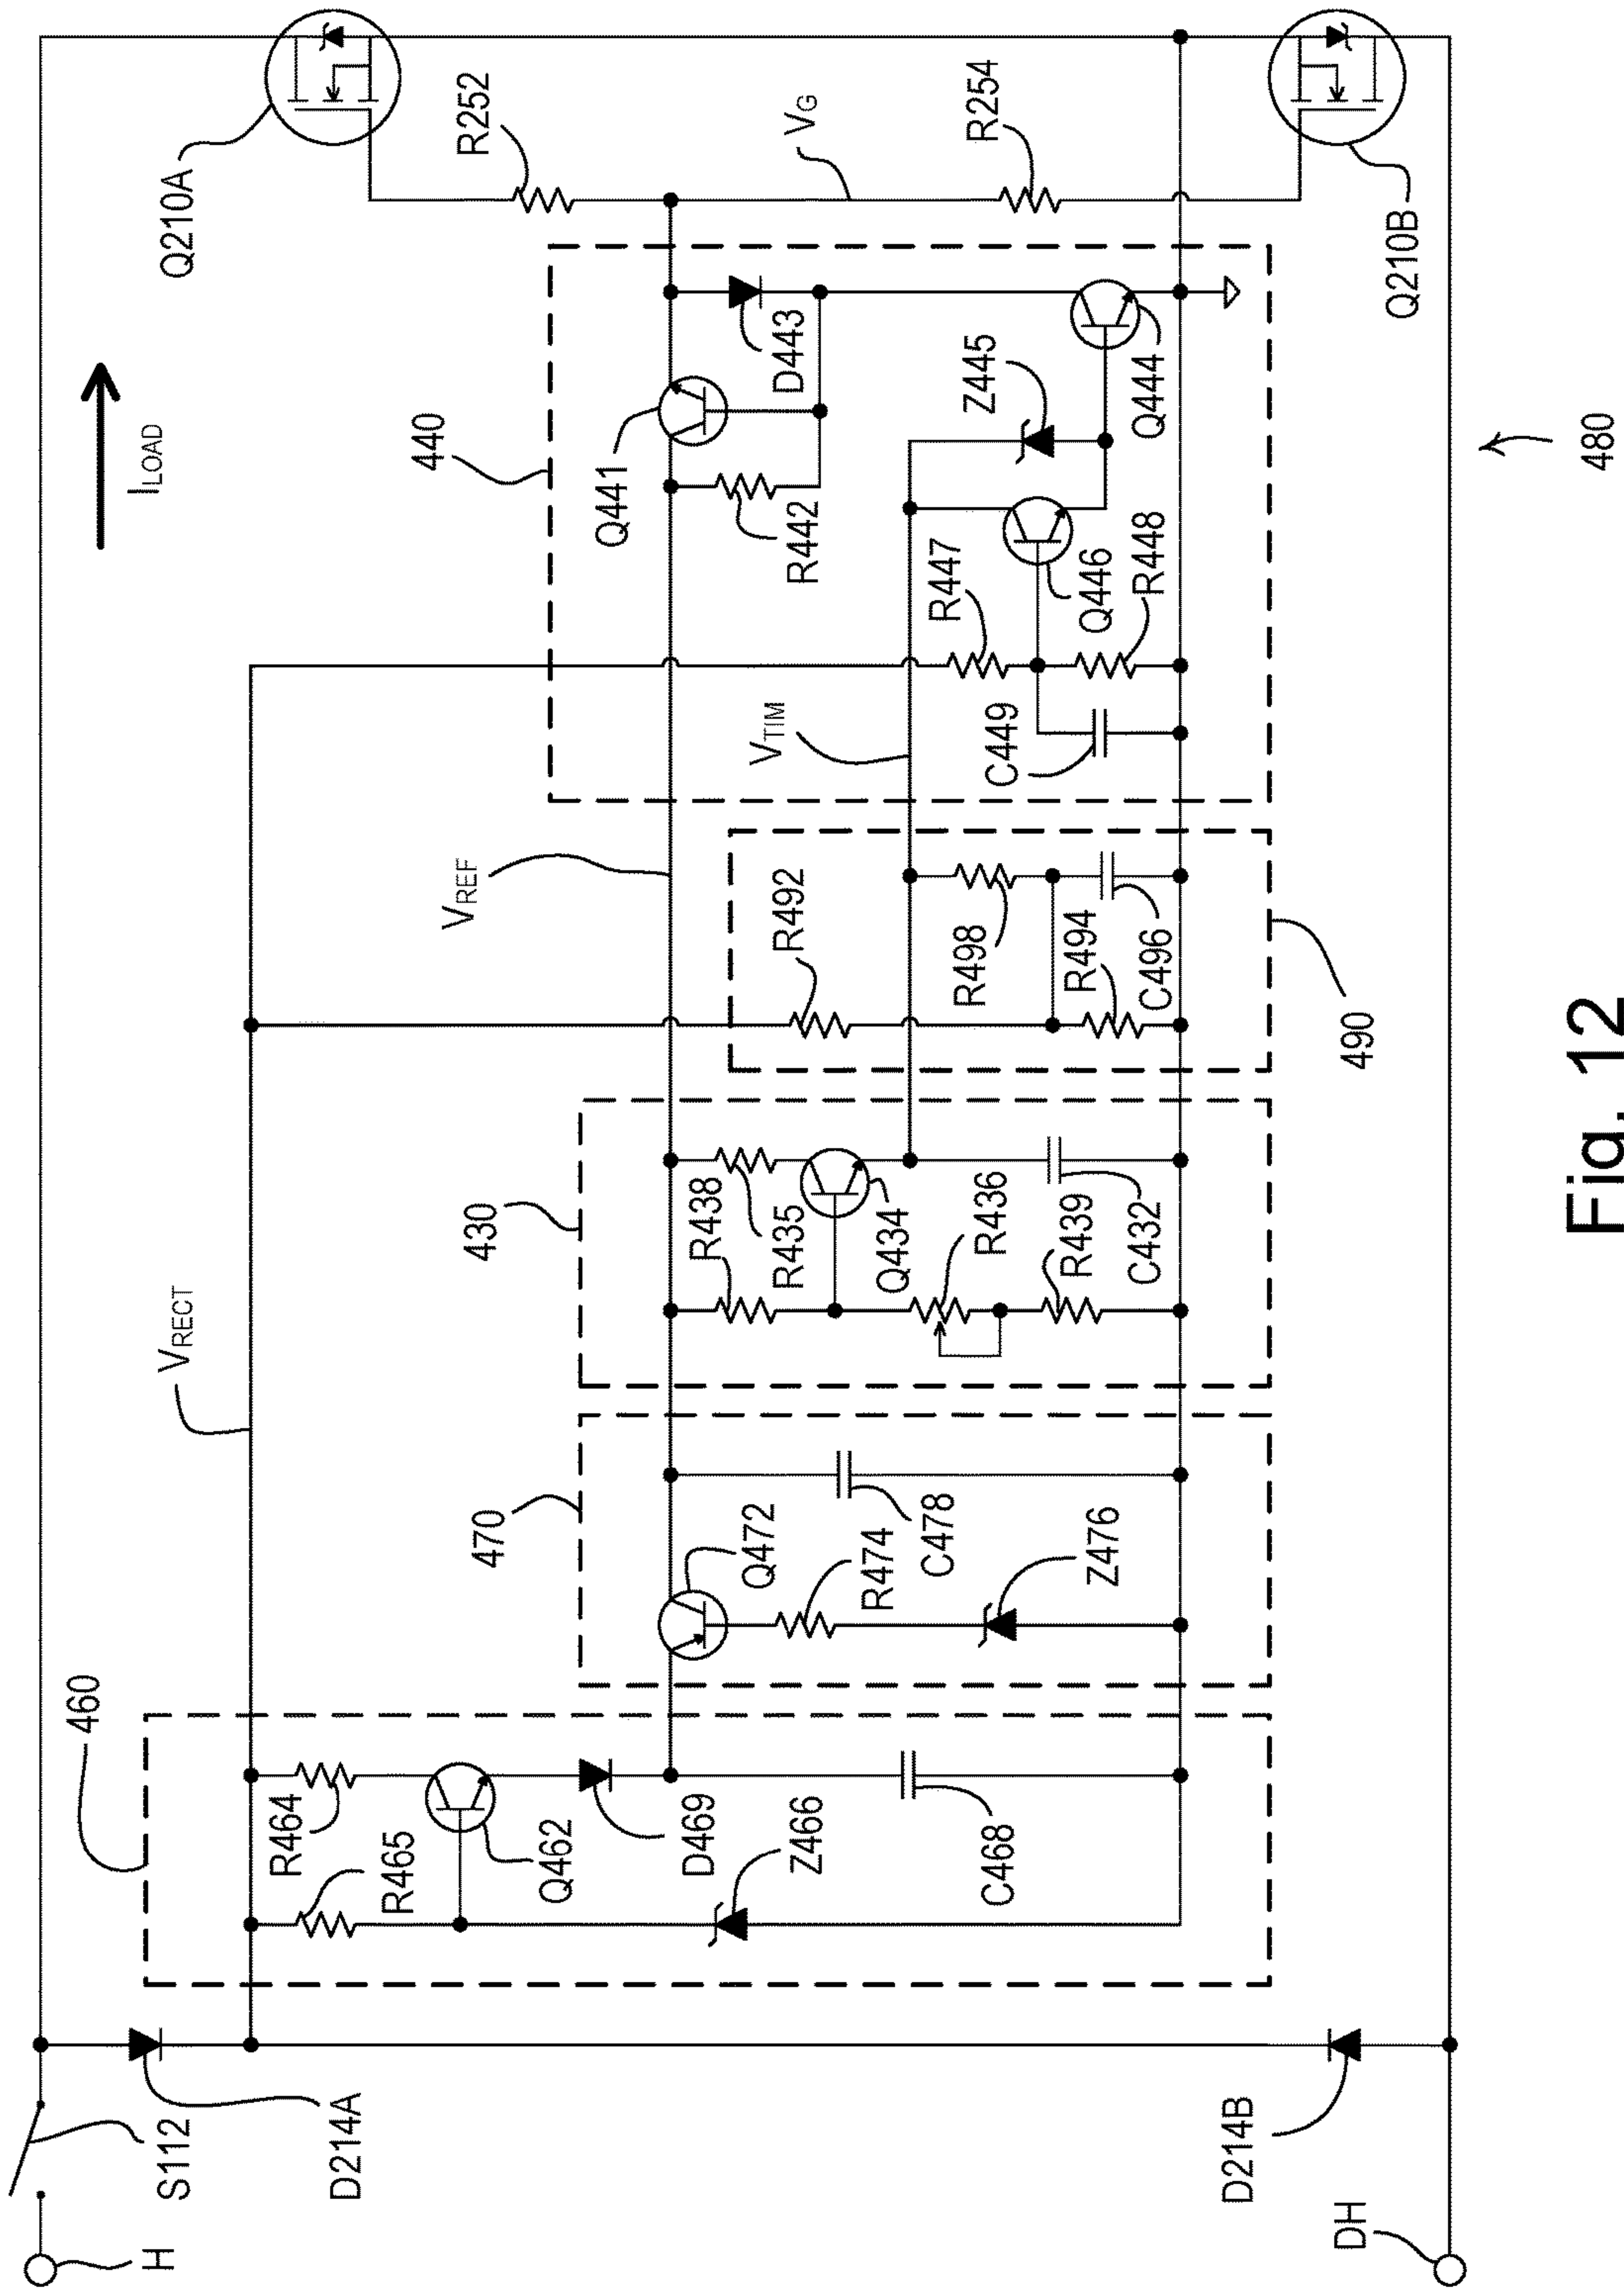 H
S112
D214A
D214B
DH
460
R464
R465
Q462
D469
Z466
C468
VRECT
470
Q472
R474
C478
Z476
430
R438
R435
Q434
R436
R439
C432
VREF
R492
R498
R494
C496
490
VTIM
440
Q441
R442
D443
Z445
Q444
R447
Q446
R448
C449
ILOAD
Q210A
R252
VG
R254
Q210B
480
Fig. 12